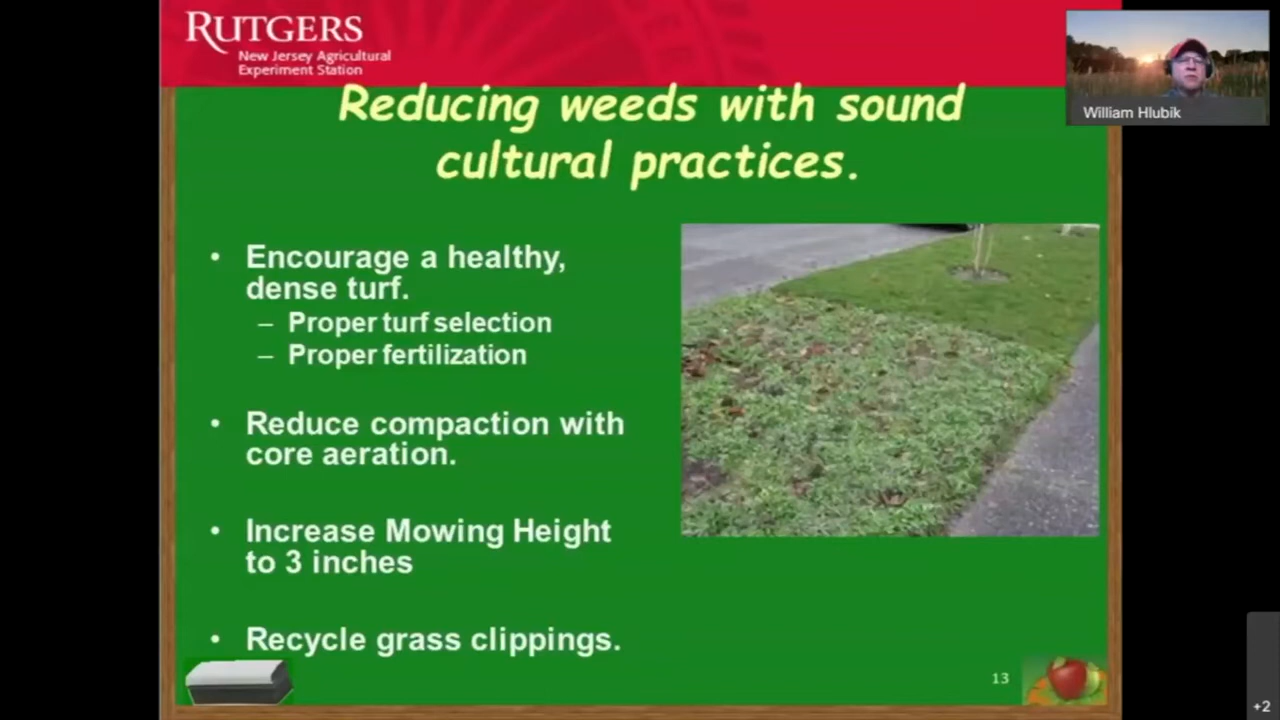 RUTGERS
New Jersey Agricultural
Experiment Station
William Hlubik
Reducing weeds with sound
cultural practices.
• Encourage a healthy,
dense turf.
– Proper turf selection
– Proper fertilization
• Reduce compaction with
core aeration.
• Increase Mowing Height
to 3 inches
• Recycle grass clippings.
13
+2